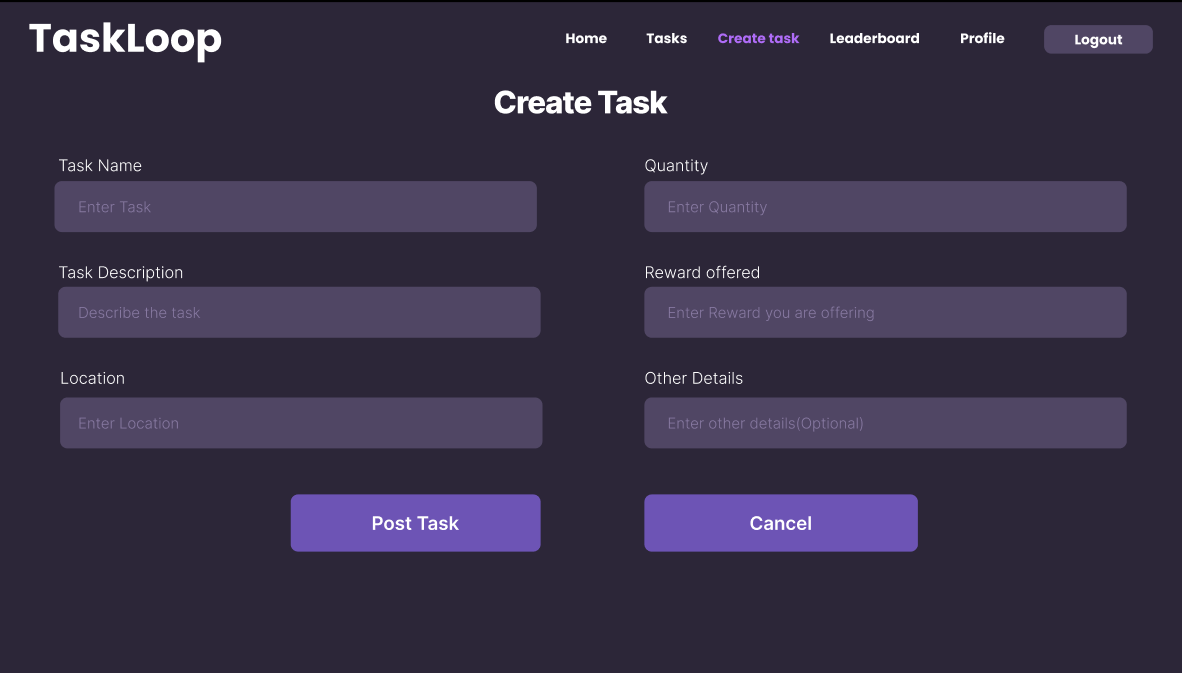 TaskLoop
Home Tasks Create task Leaderboard Profile Logout
Create Task
Task Name
Enter Task
Quantity
Enter Quantity
Task Description
Describe the task
Reward offered
Enter Reward you are offering
Location
Enter Location
Other Details
Enter other details(Optional)
Post Task
Cancel